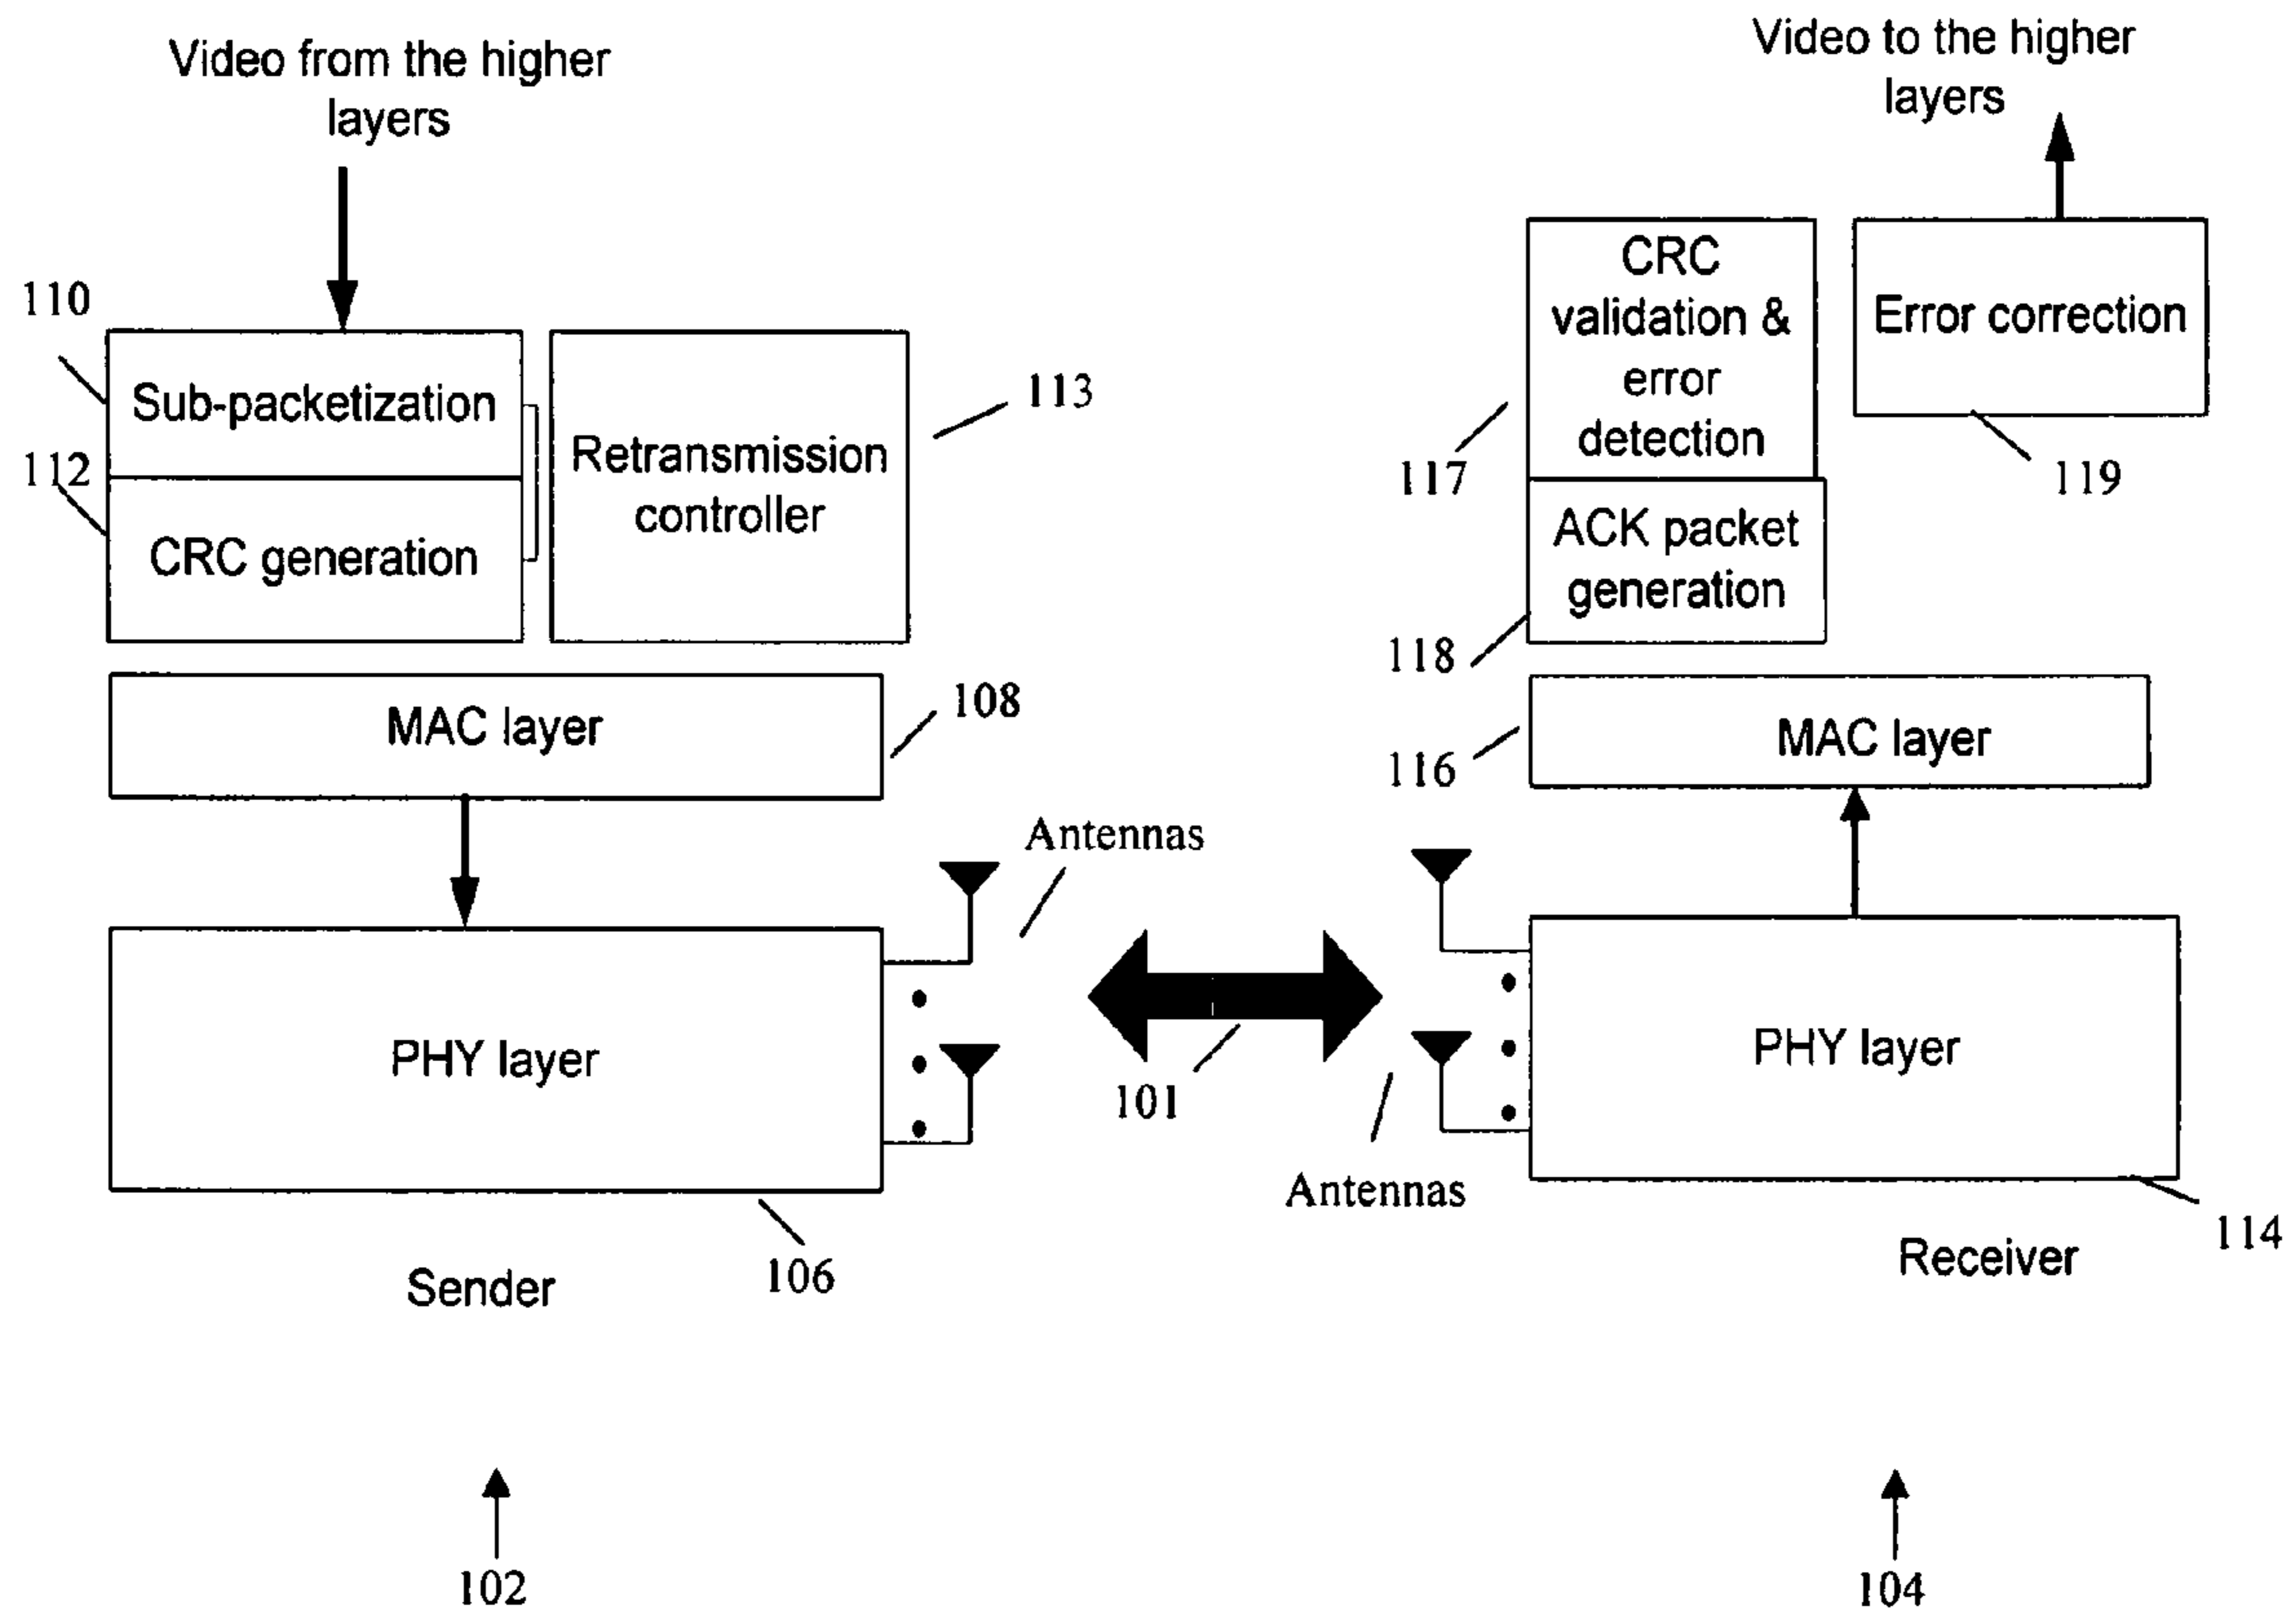 Video from the higher
layers
110
Sub-packetization
112
CRC generation
Retransmission
controller
113
MAC layer
108
Antennas
PHY layer
106
Sender
102
101
Video to the higher
layers
CRC
validation &
error
detection
117
Error correction
119
ACK packet
generation
118
MAC layer
116
PHY layer
Antennas
114
Receiver
104